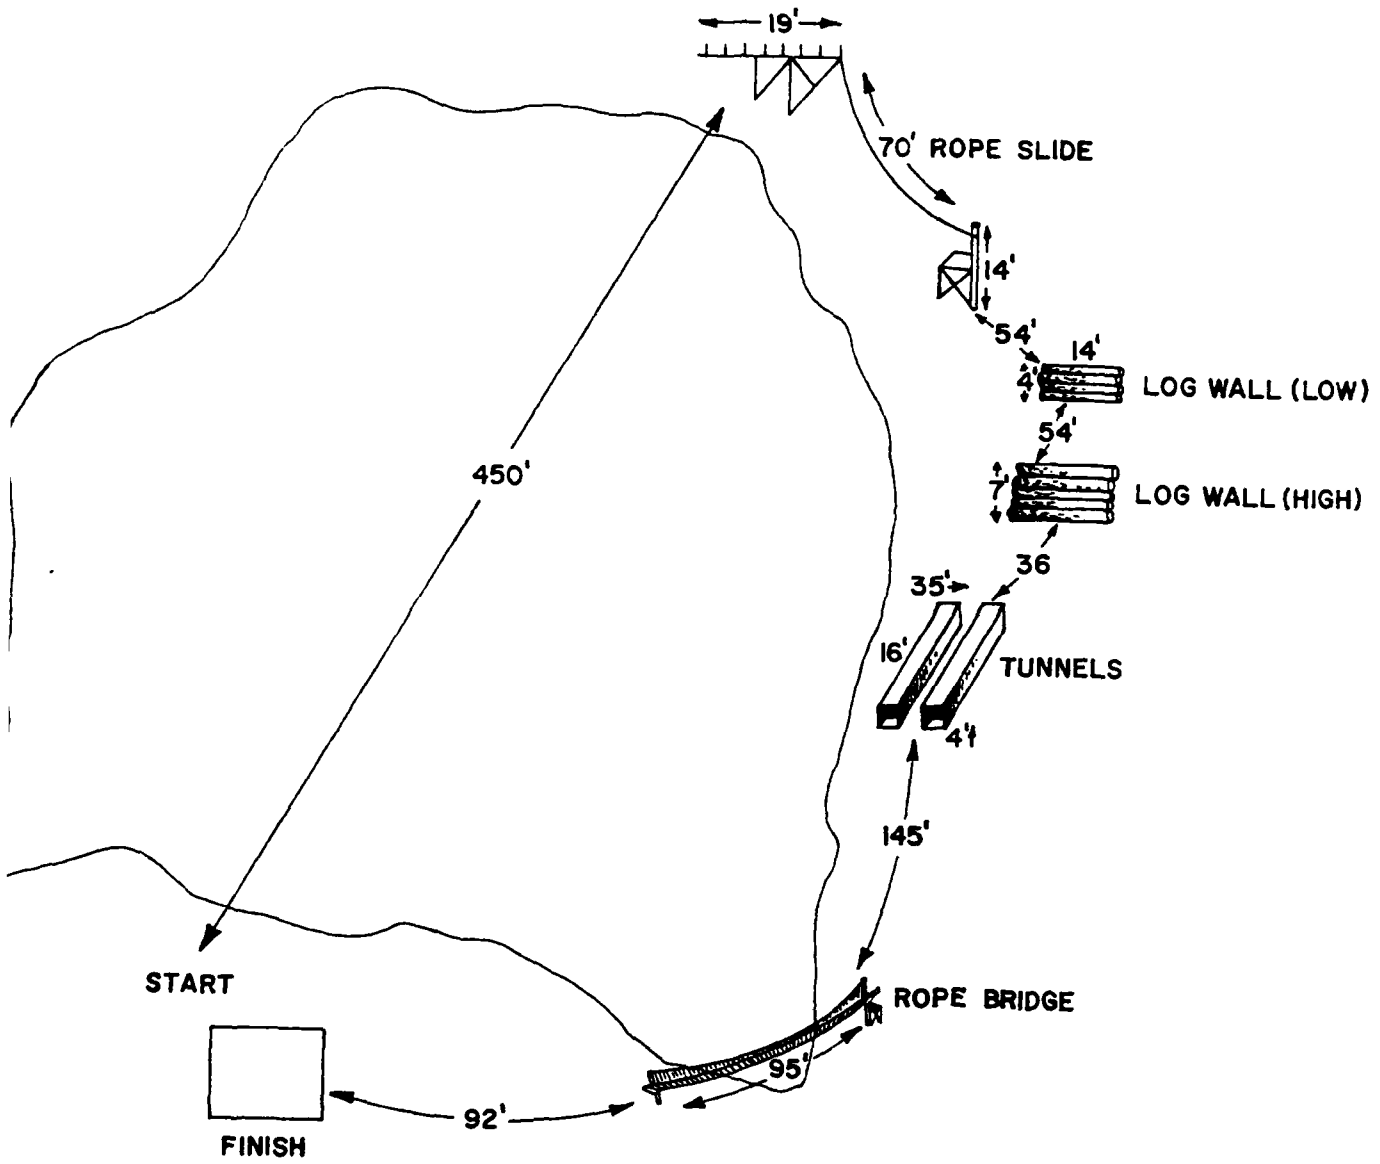 19'
70' ROPE SLIDE
14'
54'
14'
4'
LOG WALL (LOW)
54'
7'
LOG WALL (HIGH)
450'
36
35'
16'
TUNNELS
4'
145'
START
ROPE BRIDGE
95'
92'
FINISH